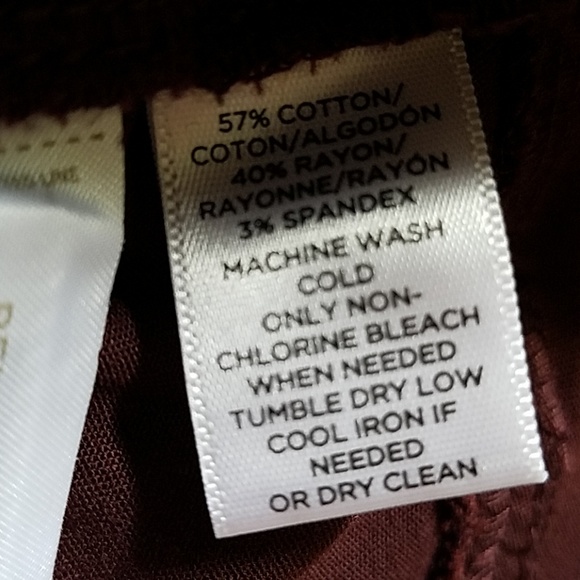 57% COTTON/
COTON/ALGODÓN
40% RAYON/
RAYONNE/RAYÓN
3% SPANDEX
MACHINE WASH
COLD
ONLY NON-
CHLORINE BLEACH
WHEN NEEDED
TUMBLE DRY LOW
COOL IRON IF
NEEDED
OR DRY CLEAN